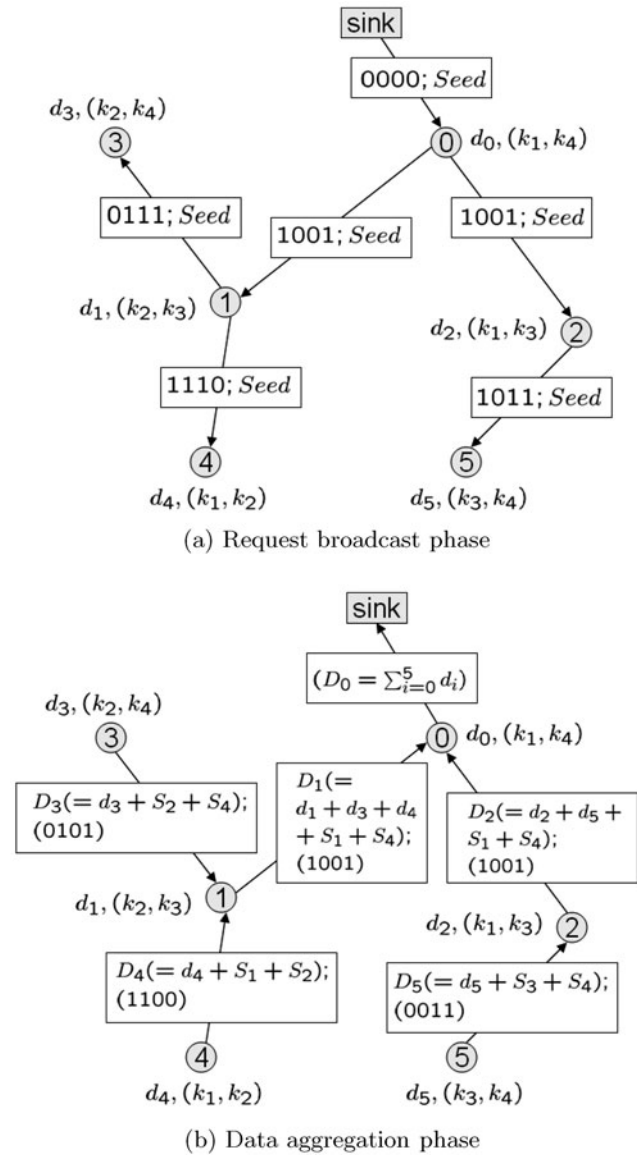 sink
0000; Seed
d₃, (k₂, k₄)
3
0
d₀, (k₁, k₄)
0111; Seed
1001; Seed
1001; Seed
d₁, (k₂, k₃)
1
d₂, (k₁, k₃)
2
1110; Seed
1011; Seed
4
5
d₄, (k₁, k₂)
d₅, (k₃, k₄)
(a) Request broadcast phase
sink
(D₀ = ∑⁵ᵢ₌₀ dᵢ)
d₃, (k₂, k₄)
3
0
d₀, (k₁, k₄)
D₃(= d₃ + S₂ + S₄);
(0101)
D₁(=
d₁ + d₃ + d₄
+ S₁ + S₄);
(1001)
D₂(= d₂ + d₅ +
S₁ + S₄);
(1001)
d₁, (k₂, k₃)
1
d₂, (k₁, k₃)
2
D₄(= d₄ + S₁ + S₂);
(1100)
D₅(= d₅ + S₃ + S₄);
(0011)
4
5
d₄, (k₁, k₂)
d₅, (k₃, k₄)
(b) Data aggregation phase